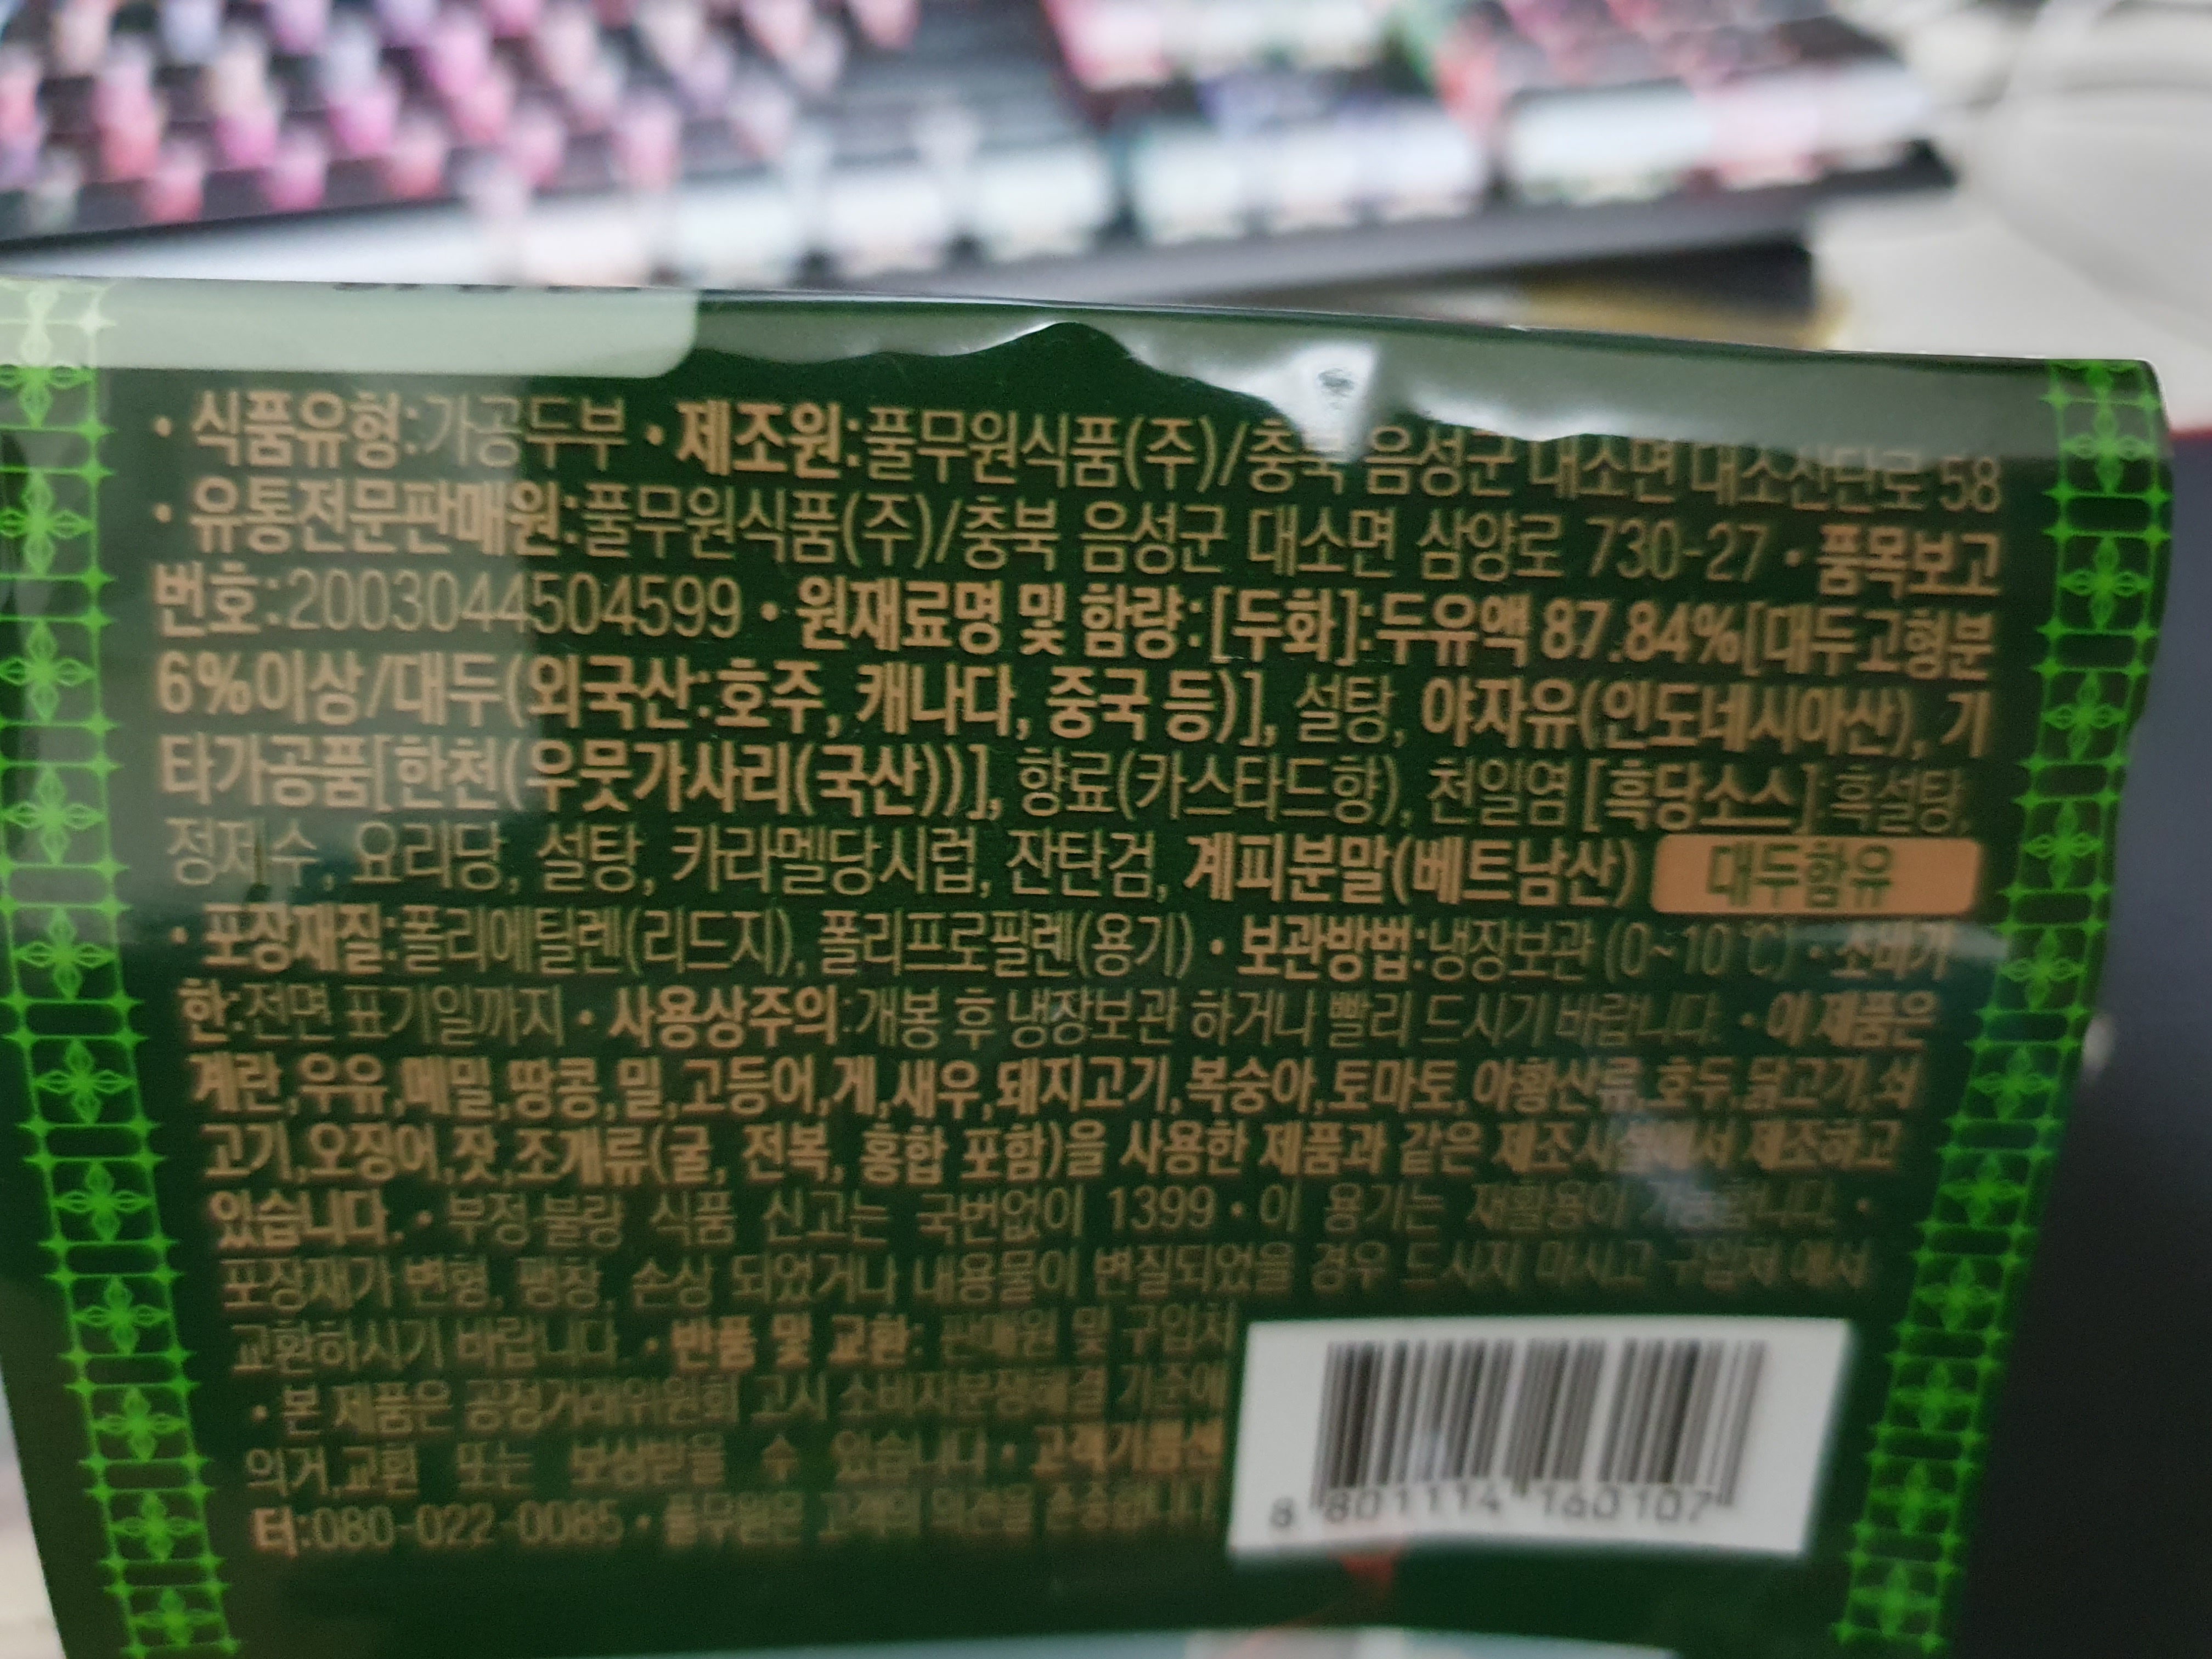 · 식품유형:가공두부 · 제조원:풀무원식품(주)/충북 음성군 대소면 대소산단로 58
· 유통전문판매원:풀무원식품(주)/충북 음성군 대소면 삼양로 730-27 · 품목보고
번호:2003044504599 · 원재료명 및 함량:[두화]:두유액 87.84%[대두고형분
6%이상/대두(외국산:호주, 캐나다, 중국 등)], 설탕, 야자유(인도네시아산), 기
타가공품[한천(우뭇가사리(국산))], 향료(카스타드향), 천일염 [흑당소스]:흑설탕,
정제수, 요리당, 설탕, 카라멜당시럽, 잔탄검, 계피분말(베트남산) 대두함유
· 포장재질:폴리에틸렌(리드지), 폴리프로필렌(용기) · 보관방법:냉장보관 (0~10℃) · 소비기
한:전면 표기일까지 · 사용상주의:개봉 후 냉장보관 하거나 빨리 드시기 바랍니다. · 이 제품은
계란,우유,메밀,땅콩,밀,고등어,게,새우,돼지고기,복숭아,토마토,아황산류,호두,닭고기,쇠
고기,오징어,잣,조개류(굴, 전복, 홍합 포함)을 사용한 제품과 같은 제조시설에서 제조하고
있습니다. · 부정·불량 식품 신고는 국번없이 1399 · 이 용기는 재활용이 가능합니다. ·
포장재가 변형, 팽창, 손상 되었거나 내용물이 변질되었을 경우 드시지 마시고 구입처에서
교환하시기 바랍니다. · 반품 및 교환: 판매원 및 구입처
· 본 제품은 공정거래위원회 고시 소비자분쟁해결 기준에
의거,교환 또는 보상받을 수 있습니다 · 고객기쁨센
터:080-022-0085 · 풀무원은 고객의 의견을 존중합니다
8 801114 160107